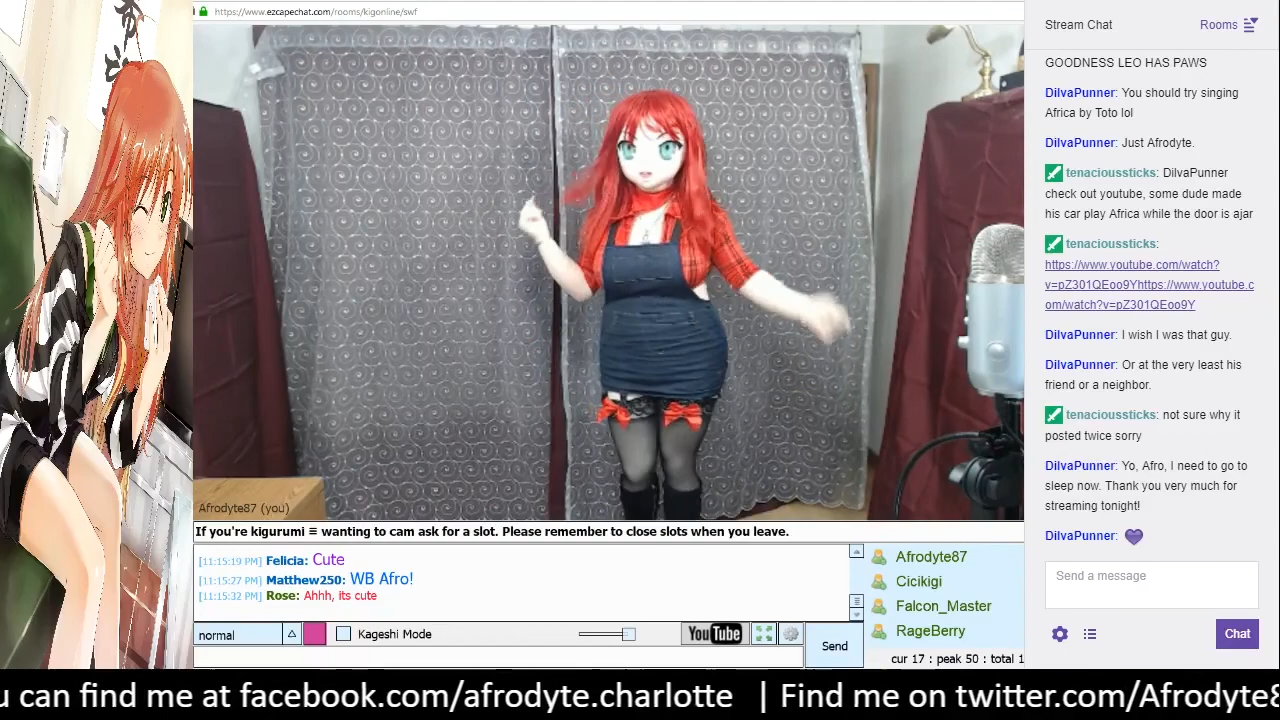 https://www.ezcapechat.com/rooms/kigonline/swf
Afrodyte87 (you)
If you're kigurumi ≡ wanting to cam ask for a slot. Please remember to close slots when you leave.
[11:15:19 PM] Felicia: Cute
[11:15:27 PM] Matthew250: WB Afro!
[11:15:32 PM] Rose: Ahhh, its cute
Afrodyte87
Cicikigi
Falcon_Master
RageBerry
normal
Kageshi Mode
YouTube
Send
cur 17 : peak 50 : total 1
Stream Chat
Rooms
GOODNESS LEO HAS PAWS
DilvaPunner: You should try singing
Africa by Toto lol
DilvaPunner: Just Afrodyte.
tenaciousssticks: DilvaPunner
check out youtube, some dude made
his car play Africa while the door is ajar
tenaciousssticks:
https://www.youtube.com/watch?
v=pZ301QEoo9Yhttps://www.youtube.c
om/watch?v=pZ301QEoo9Y
DilvaPunner: I wish I was that guy.
DilvaPunner: Or at the very least his
friend or a neighbor.
tenaciousssticks: not sure why it
posted twice sorry
DilvaPunner: Yo, Afro, I need to go to
sleep now. Thank you very much for
streaming tonight!
DilvaPunner:
Send a message
Chat
u can find me at facebook.com/afrodyte.charlotte | Find me on twitter.com/Afrodyte8